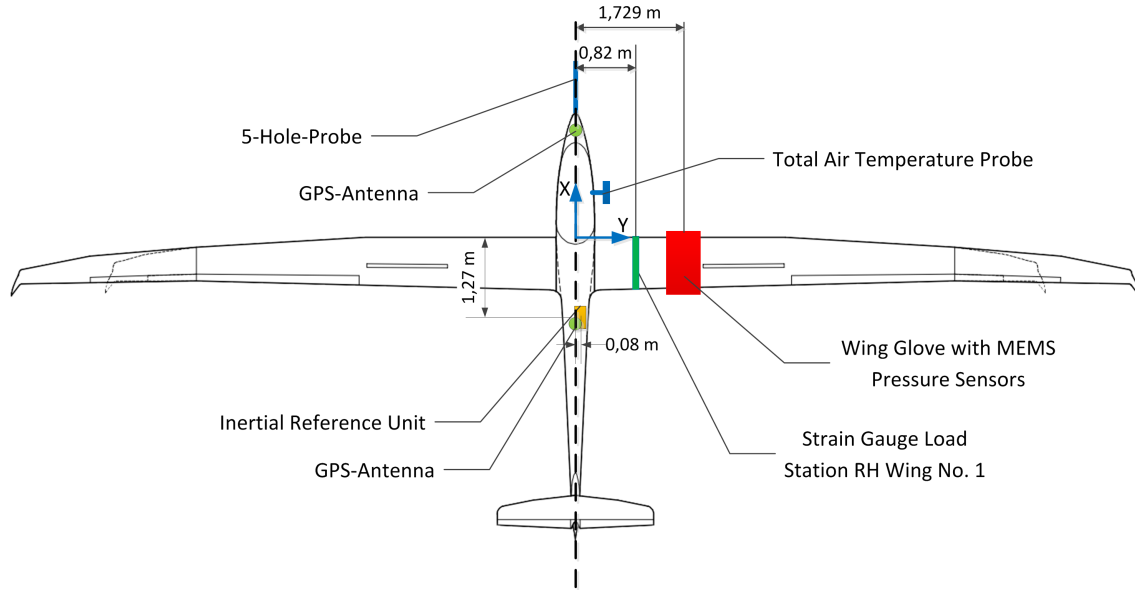 1,729 m
0,82 m
5-Hole-Probe
Total Air Temperature Probe
GPS-Antenna
X
Y
1,27 m
0,08 m
Wing Glove with MEMS
Pressure Sensors
Inertial Reference Unit
Strain Gauge Load
Station RH Wing No. 1
GPS-Antenna